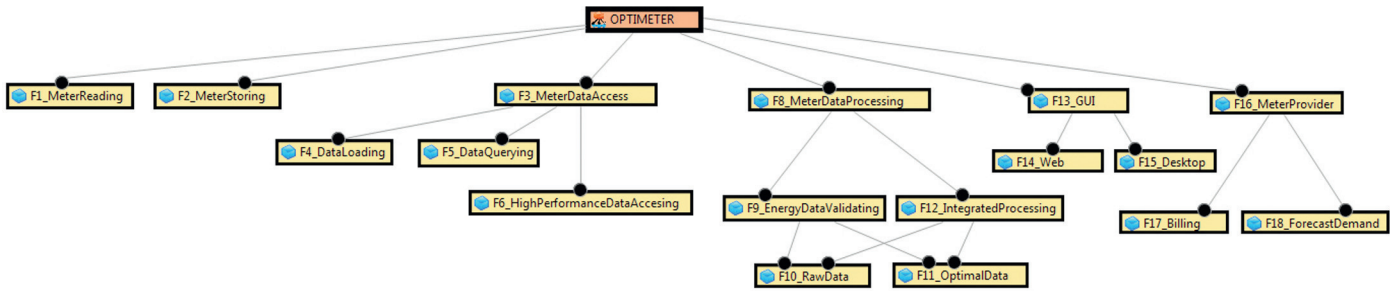 OPTIMETER
F1_MeterReading
F2_MeterStoring
F3_MeterDataAccess
F8_MeterDataProcessing
F13_GUI
F16_MeterProvider
F4_DataLoading
F5_DataQuerying
F14_Web
F15_Desktop
F6_HighPerformanceDataAccesing
F9_EnergyDataValidating
F12_IntegratedProcessing
F17_Billing
F18_ForecastDemand
F10_RawData
F11_OptimalData